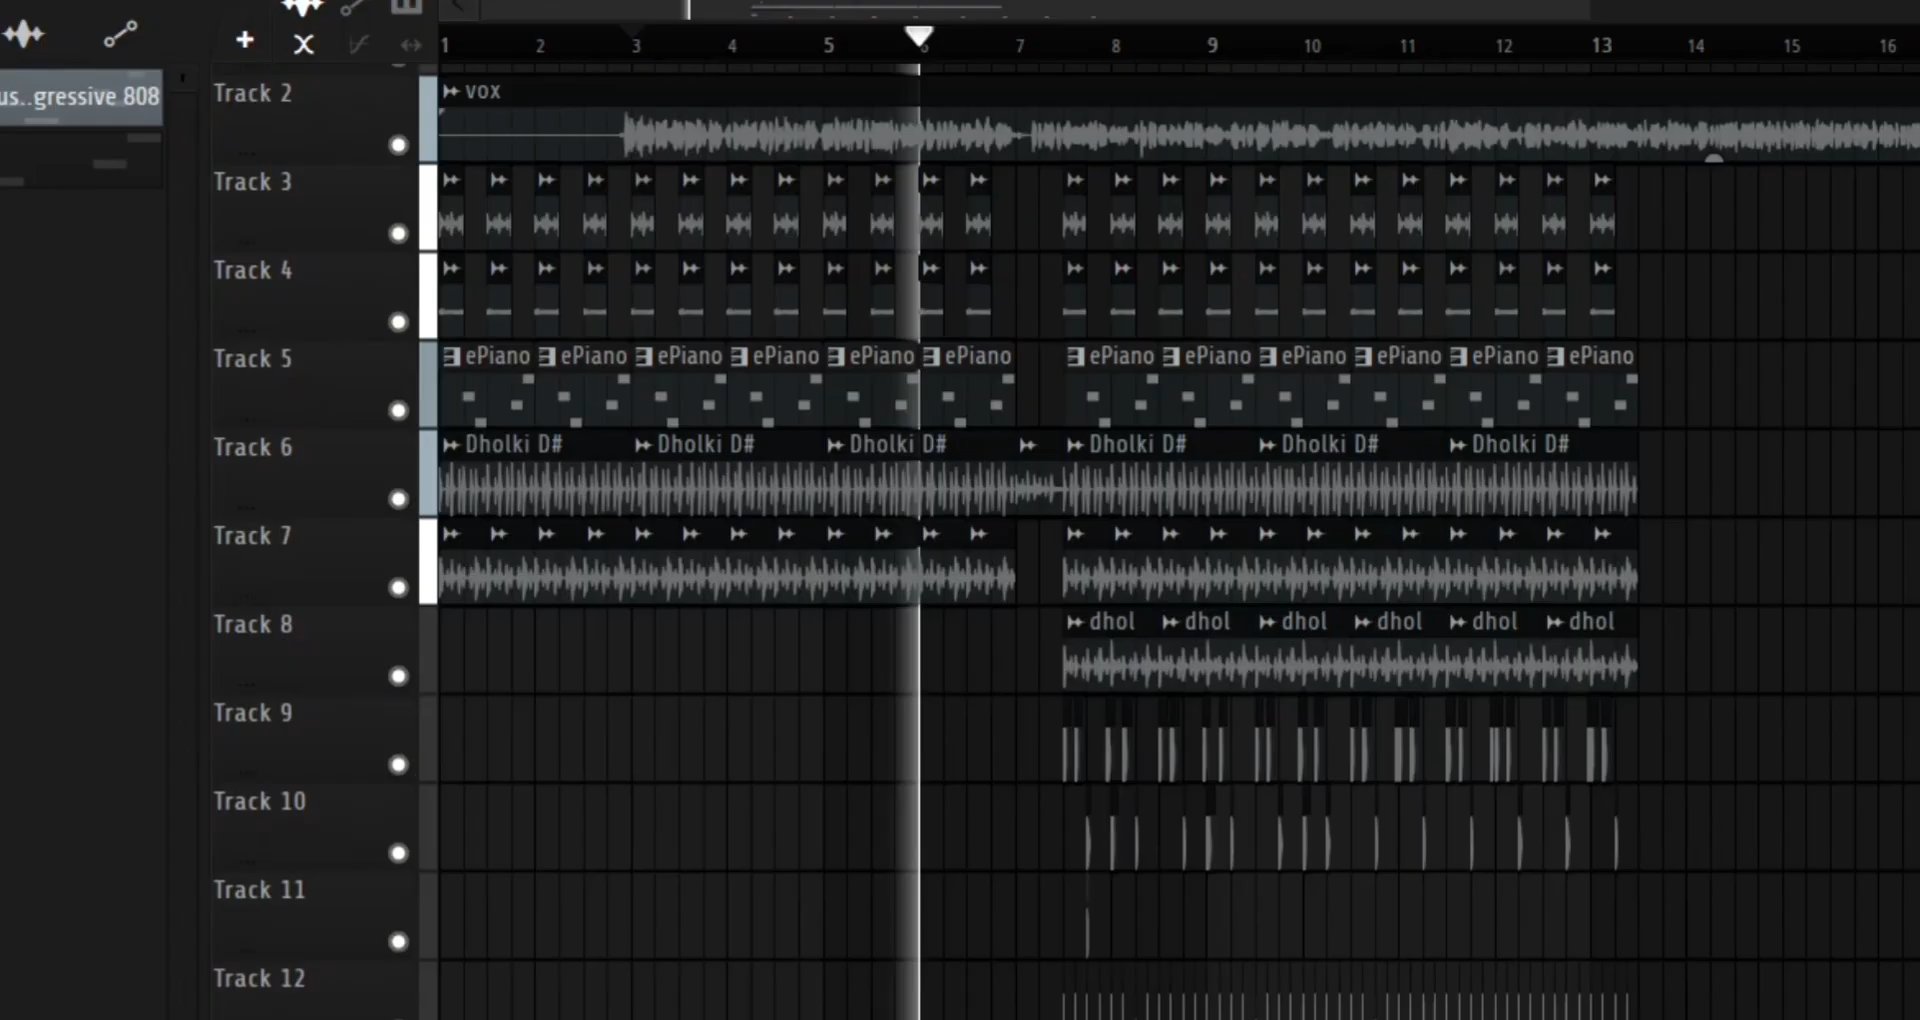 1 2 3 4 5 6 7 8 9 10 11 12 13 14 15 16
us..gressive 808
Track 2
vox
Track 3
Track 4
Track 5
ePiano ePiano ePiano ePiano ePiano ePiano ePiano ePiano ePiano ePiano ePiano ePiano
Track 6
Dholki D# Dholki D# Dholki D# Dholki D# Dholki D# Dholki D#
Track 7
Track 8
dhol dhol dhol dhol dhol dhol
Track 9
Track 10
Track 11
Track 12